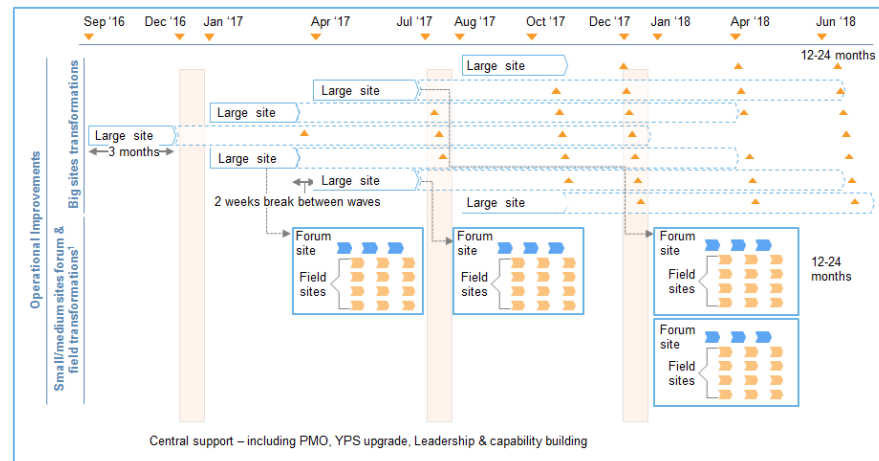 Sep ‘16 Dec ‘16 Jan ‘17 Apr ‘17 Jul ‘17 Aug ‘17 Oct ‘17 Dec ‘17 Jan ‘18 Apr ‘18 Jun ‘18
12-24 months
Operational Improvements
Big sites transformations
Large site
Large site
Large site
Large site
3 months
Large site
Large site
2 weeks break between waves
Large site
Small/medium sites forum &
field transformations¹
Forum
site
Field
sites
Forum
site
Field
sites
Forum
site
Field
sites
12-24
months
Forum
site
Field
sites
Central support – including PMO, YPS upgrade, Leadership & capability building